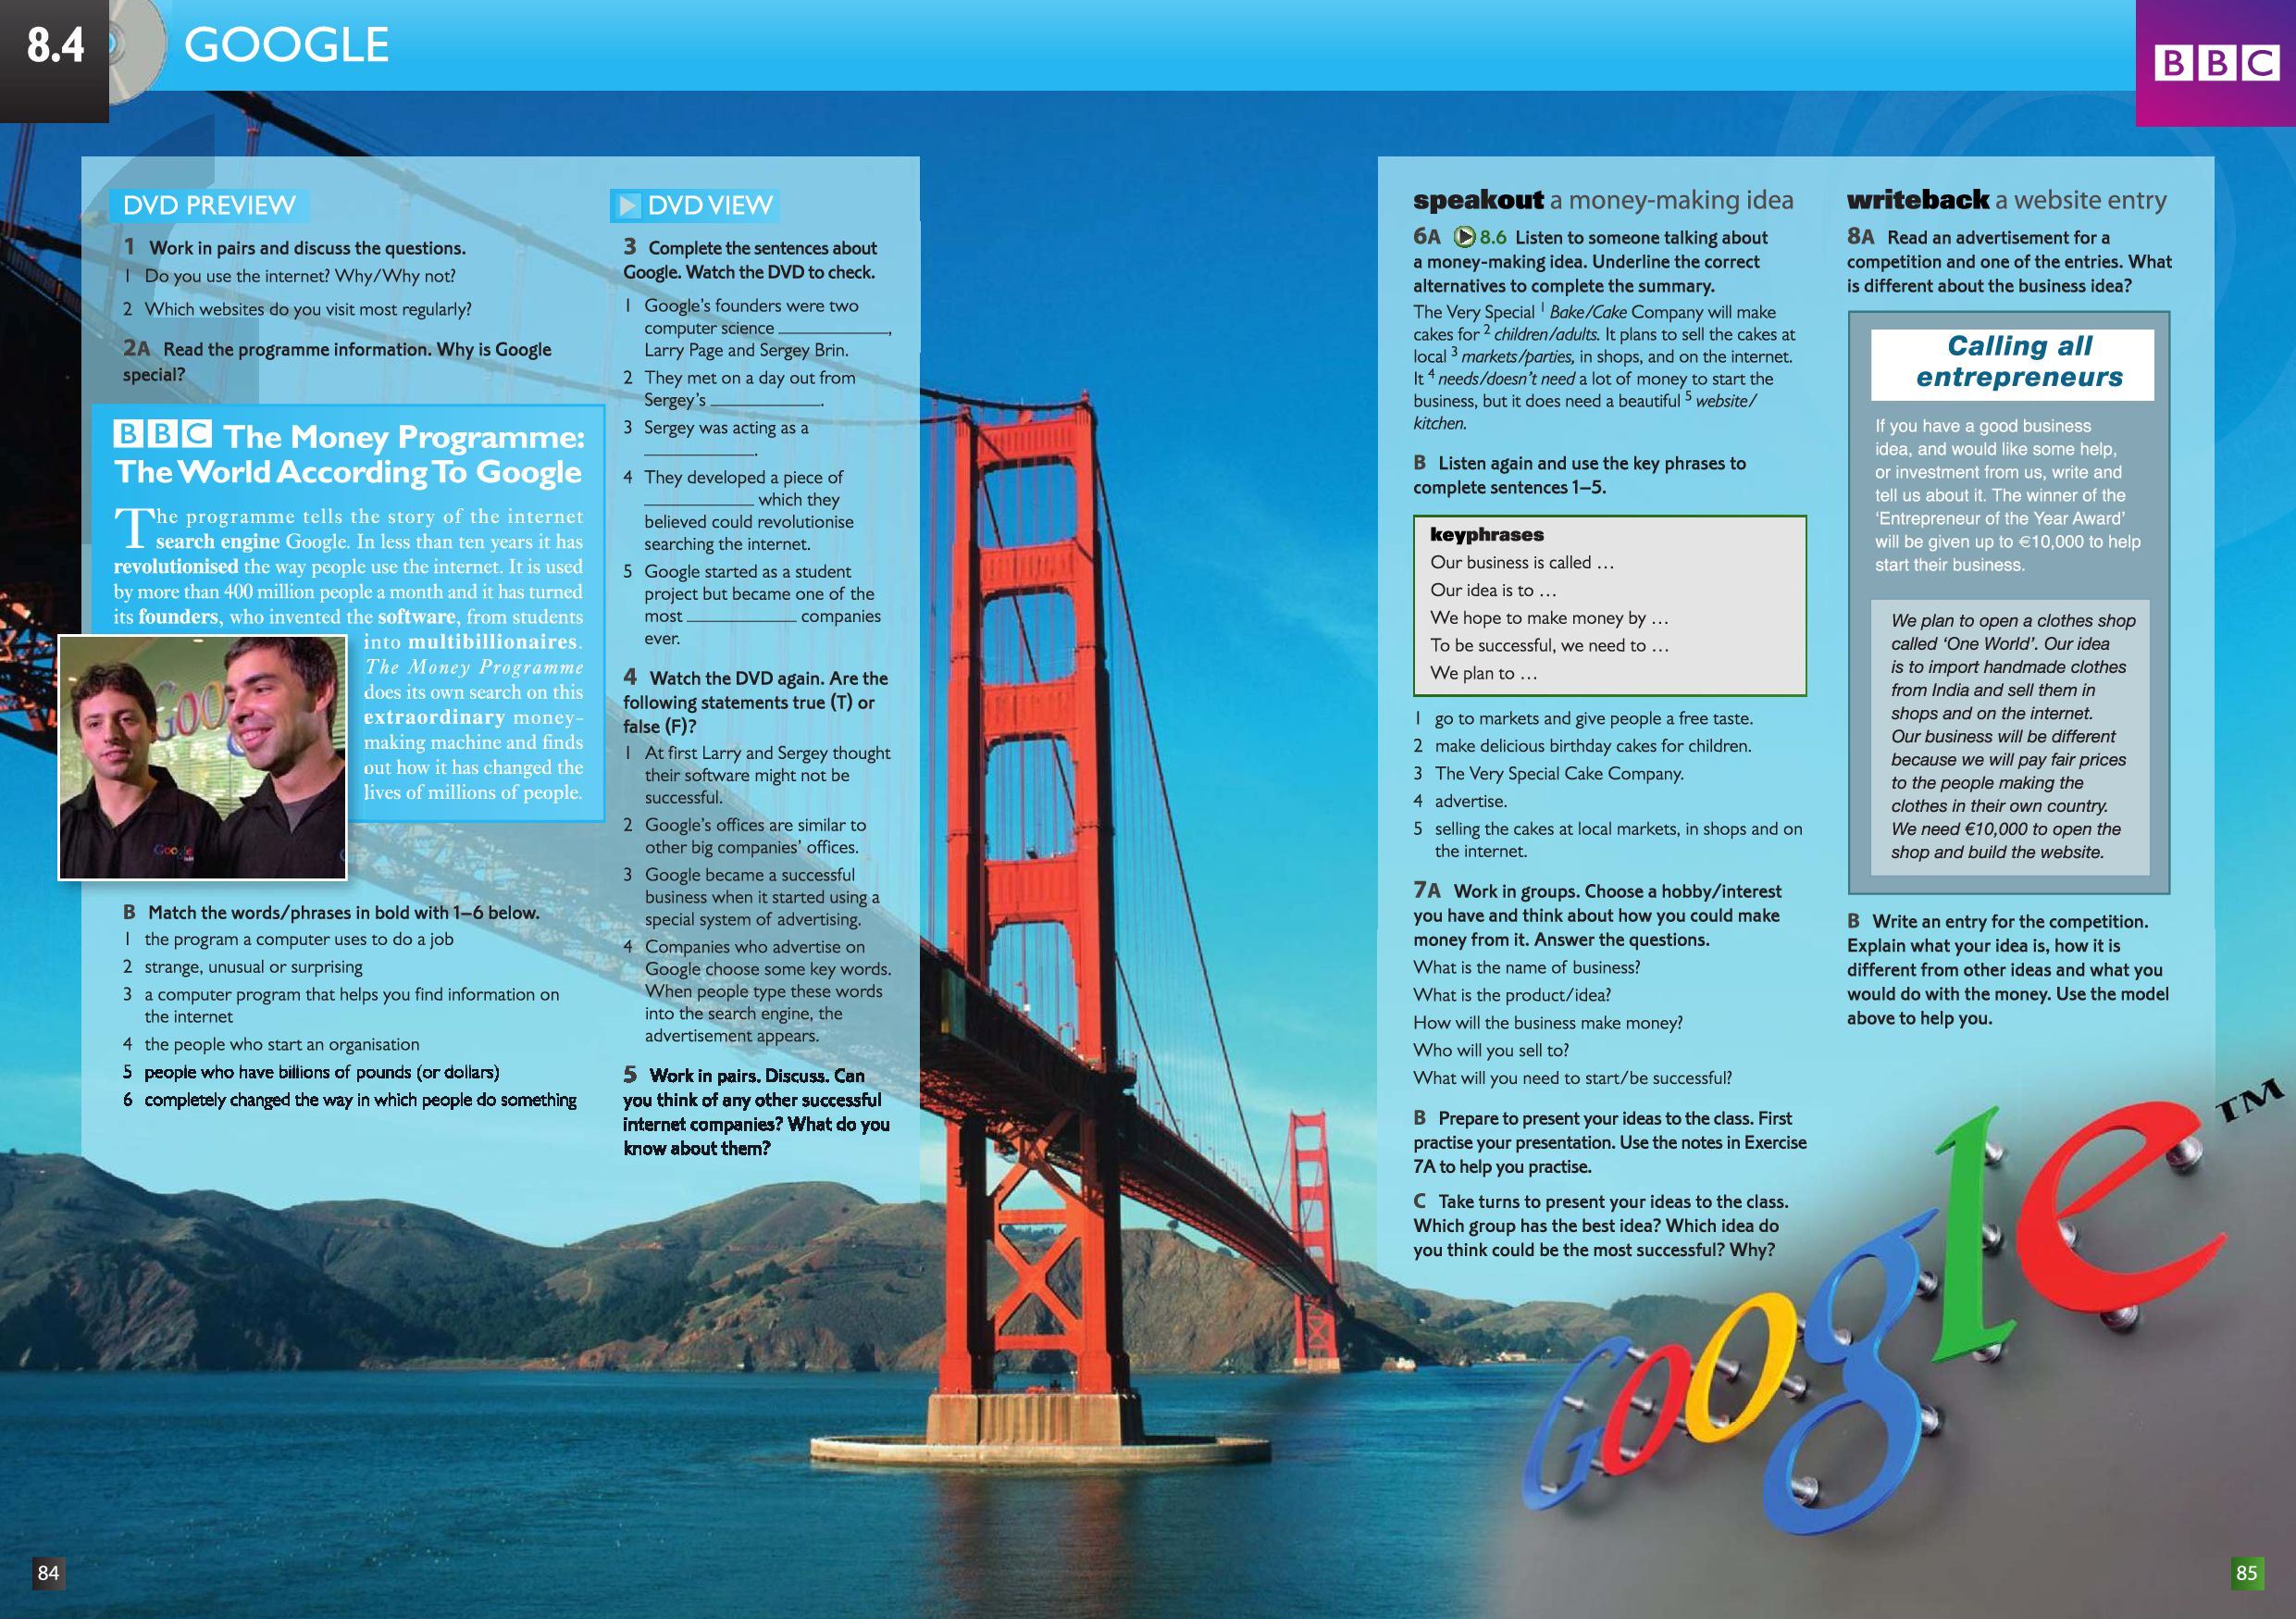 8.4
GOOGLE
BBC
DVD PREVIEW
1 Work in pairs and discuss the questions.
1 Do you use the internet? Why/Why not?
2 Which websites do you visit most regularly?
2A Read the programme information. Why is Google
special?
BBC The Money Programme:
The World According To Google
The programme tells the story of the internet
search engine Google. In less than ten years it has
revolutionised the way people use the internet. It is used
by more than 400 million people a month and it has turned
its founders, who invented the software, from students
into multibillionaires.
The Money Programme
does its own search on this
extraordinary money-
making machine and finds
out how it has changed the
lives of millions of people.
Google
B Match the words/phrases in bold with 1–6 below.
1 the program a computer uses to do a job
2 strange, unusual or surprising
3 a computer program that helps you find information on
the internet
4 the people who start an organisation
5 people who have billions of pounds (or dollars)
6 completely changed the way in which people do something
DVD VIEW
3 Complete the sentences about
Google. Watch the DVD to check.
1 Google's founders were two
computer science ____________,
Larry Page and Sergey Brin.
2 They met on a day out from
Sergey's ____________.
3 Sergey was acting as a
____________.
4 They developed a piece of
____________ which they
believed could revolutionise
searching the internet.
5 Google started as a student
project but became one of the
most ____________ companies
ever.
4 Watch the DVD again. Are the
following statements true (T) or
false (F)?
1 At first Larry and Sergey thought
their software might not be
successful.
2 Google's offices are similar to
other big companies' offices.
3 Google became a successful
business when it started using a
special system of advertising.
4 Companies who advertise on
Google choose some key words.
When people type these words
into the search engine, the
advertisement appears.
5 Work in pairs. Discuss. Can
you think of any other successful
internet companies? What do you
know about them?
speakout a money-making idea
6A 8.6 Listen to someone talking about
a money-making idea. Underline the correct
alternatives to complete the summary.
The Very Special 1 Bake/Cake Company will make
cakes for 2 children/adults. It plans to sell the cakes at
local 3 markets/parties, in shops, and on the internet.
It 4 needs/doesn't need a lot of money to start the
business, but it does need a beautiful 5 website/
kitchen.
B Listen again and use the key phrases to
complete sentences 1–5.
keyphrases
Our business is called …
Our idea is to …
We hope to make money by …
To be successful, we need to …
We plan to …
1 go to markets and give people a free taste.
2 make delicious birthday cakes for children.
3 The Very Special Cake Company.
4 advertise.
5 selling the cakes at local markets, in shops and on
the internet.
7A Work in groups. Choose a hobby/interest
you have and think about how you could make
money from it. Answer the questions.
What is the name of business?
What is the product/idea?
How will the business make money?
Who will you sell to?
What will you need to start/be successful?
B Prepare to present your ideas to the class. First
practise your presentation. Use the notes in Exercise
7A to help you practise.
C Take turns to present your ideas to the class.
Which group has the best idea? Which idea do
you think could be the most successful? Why?
writeback a website entry
8A Read an advertisement for a
competition and one of the entries. What
is different about the business idea?
Calling all
entrepreneurs
If you have a good business
idea, and would like some help,
or investment from us, write and
tell us about it. The winner of the
'Entrepreneur of the Year Award'
will be given up to €10,000 to help
start their business.
We plan to open a clothes shop
called 'One World'. Our idea
is to import handmade clothes
from India and sell them in
shops and on the internet.
Our business will be different
because we will pay fair prices
to the people making the
clothes in their own country.
We need €10,000 to open the
shop and build the website.
B Write an entry for the competition.
Explain what your idea is, how it is
different from other ideas and what you
would do with the money. Use the model
above to help you.
Google™
84
85